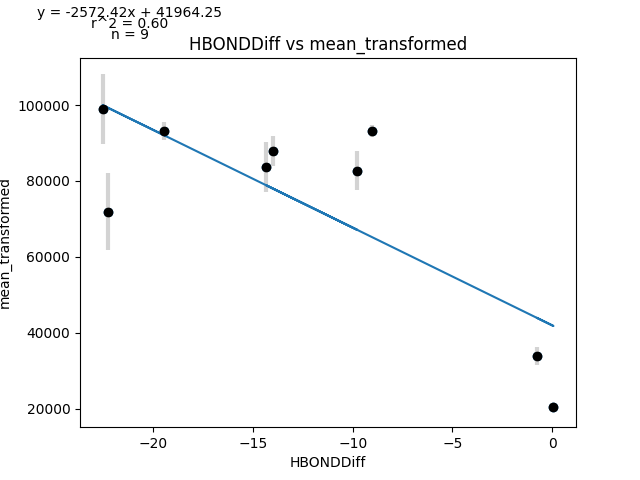 y = -2572.42x + 41964.25
r^2 = 0.60
n = 9
HBONDDiff vs mean_transformed
100000
80000
60000
40000
20000
mean_transformed
−20
−15
−10
−5
0
HBONDDiff